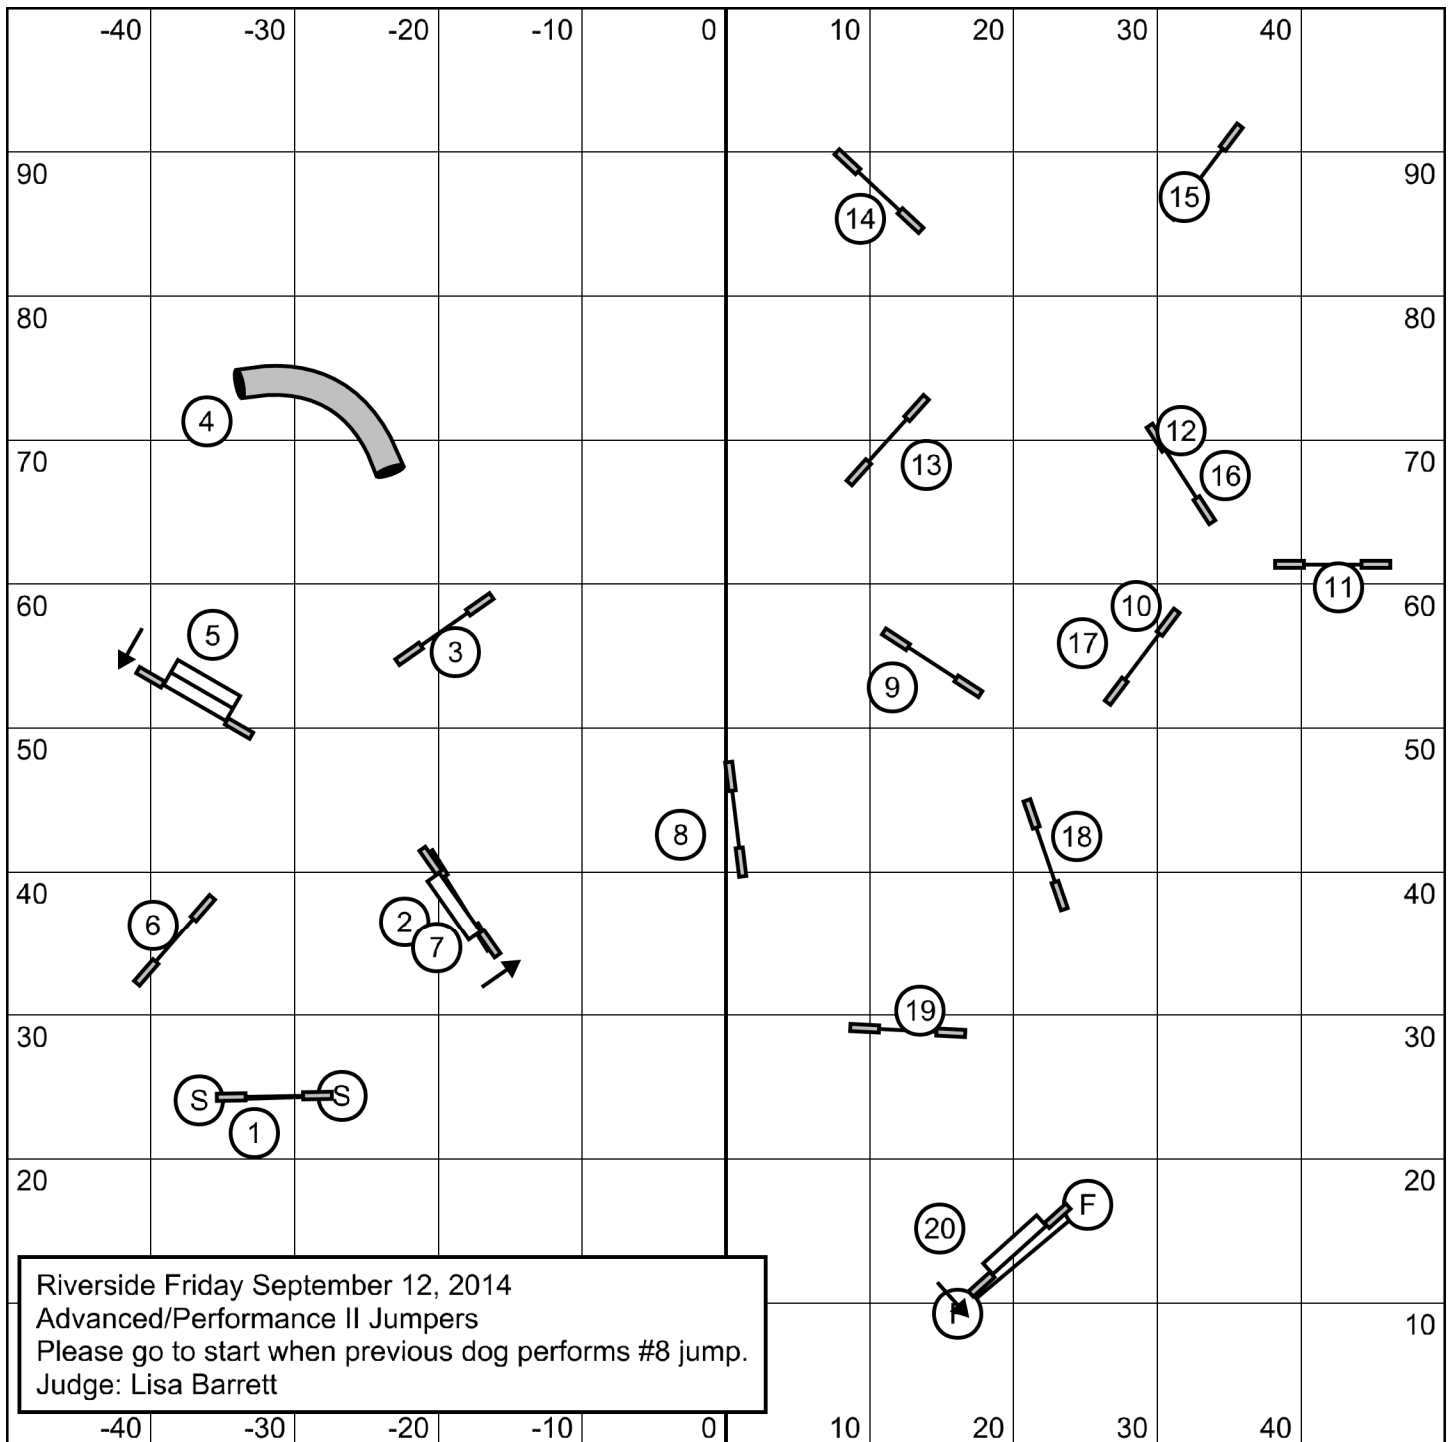 -40 -30 -20 -10 0 10 20 30 40
90 90
14 15
80 80
4 12
70 13 16 70
11
60 5 3 10 60
17
9
50 50
8 18
40 40
6 2
7
19
30 30
S S
1
20 20
F
20
F
10
Riverside Friday September 12, 2014
Advanced/Performance II Jumpers
Please go to start when previous dog performs #8 jump.
Judge: Lisa Barrett
-40 -30 -20 -10 0 10 20 30 40